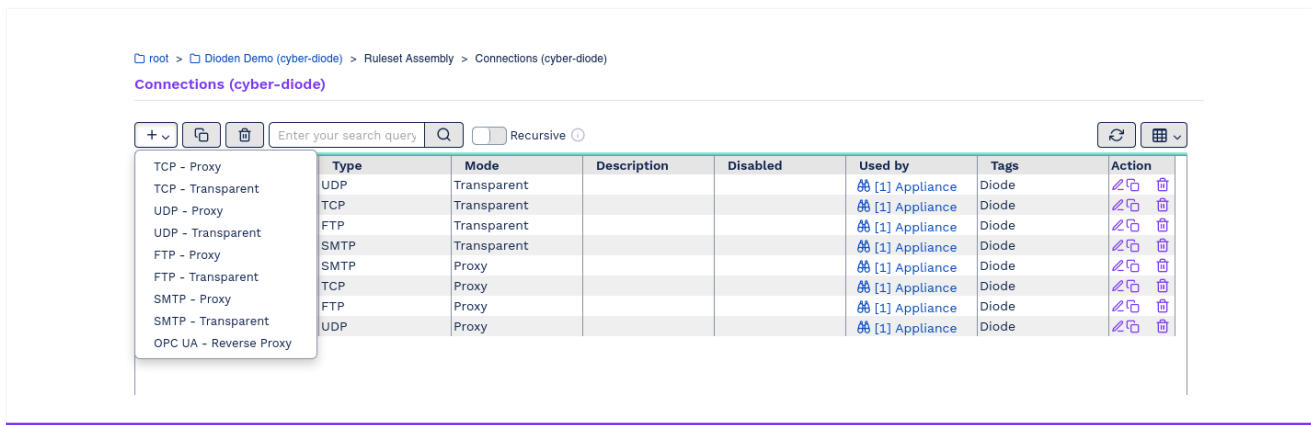 root > Dioden Demo (cyber-diode) > Ruleset Assembly > Connections (cyber-diode)
Connections (cyber-diode)
Enter your search query Recursive
Type Mode Description Disabled Used by Tags Action
TCP - Proxy
TCP - Transparent
UDP - Proxy
UDP - Transparent
FTP - Proxy
FTP - Transparent
SMTP - Proxy
SMTP - Transparent
OPC UA - Reverse Proxy
UDP Transparent [1] Appliance Diode
TCP Transparent [1] Appliance Diode
FTP Transparent [1] Appliance Diode
SMTP Transparent [1] Appliance Diode
SMTP Proxy [1] Appliance Diode
TCP Proxy [1] Appliance Diode
FTP Proxy [1] Appliance Diode
UDP Proxy [1] Appliance Diode